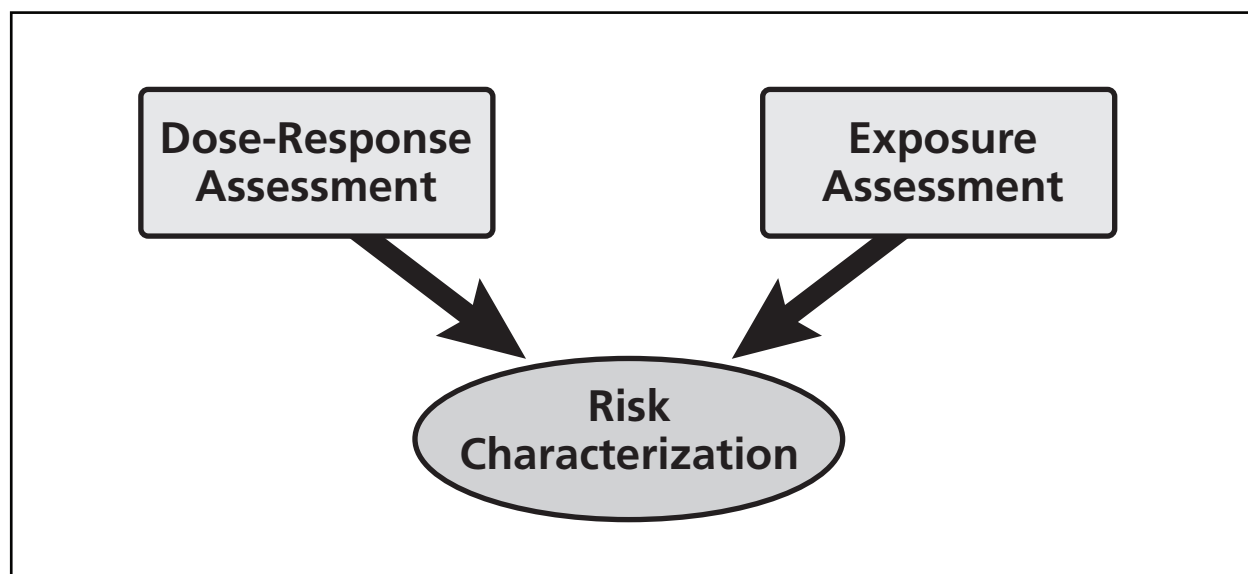 Dose-Response
Assessment
Exposure
Assessment
Risk
Characterization